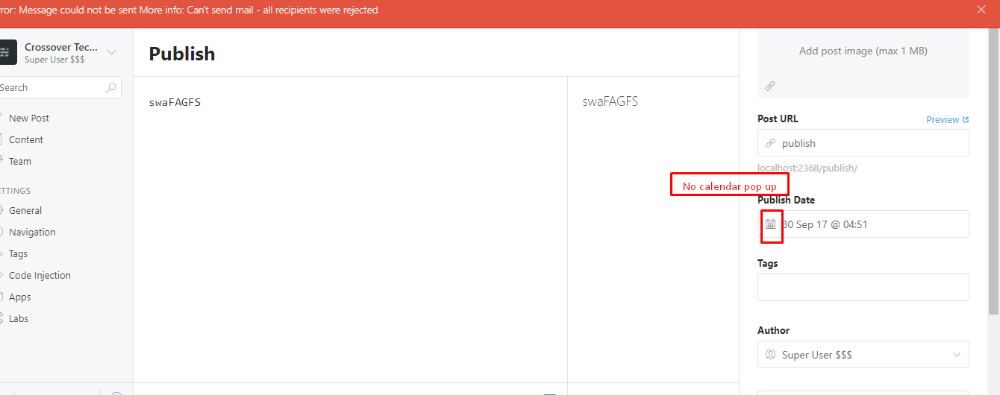 ror: Message could not be sent More info: Can't send mail - all recipients were rejected
Crossover Tec...
Super User $$$
Search
New Post
Content
Team
ETTINGS
General
Navigation
Tags
Code Injection
Apps
Labs
Publish
swaFAGFS
swaFAGFS
Add post image (max 1 MB)
Post URL
Preview
publish
localhost:2368/publish/
No calendar pop up
Publish Date
30 Sep 17 @ 04:51
Tags
Author
Super User $$$